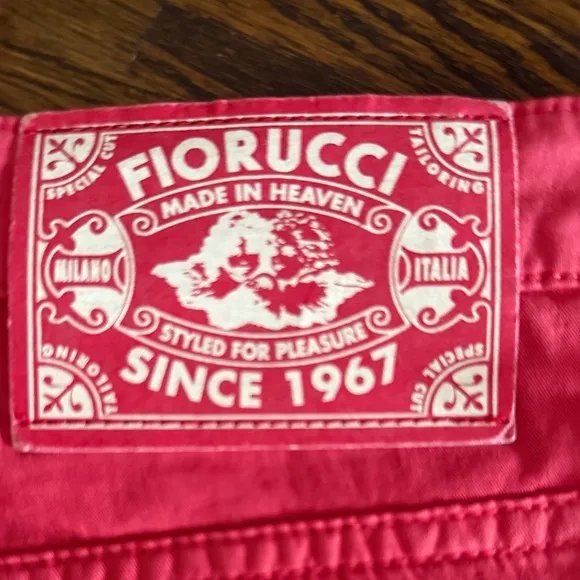 FIORUCCI
MADE IN HEAVEN
SPECIAL CUT
TAILORING
MILANO
ITALIA
STYLED FOR PLEASURE
SINCE 1967
TAILORING
SPECIAL CUT